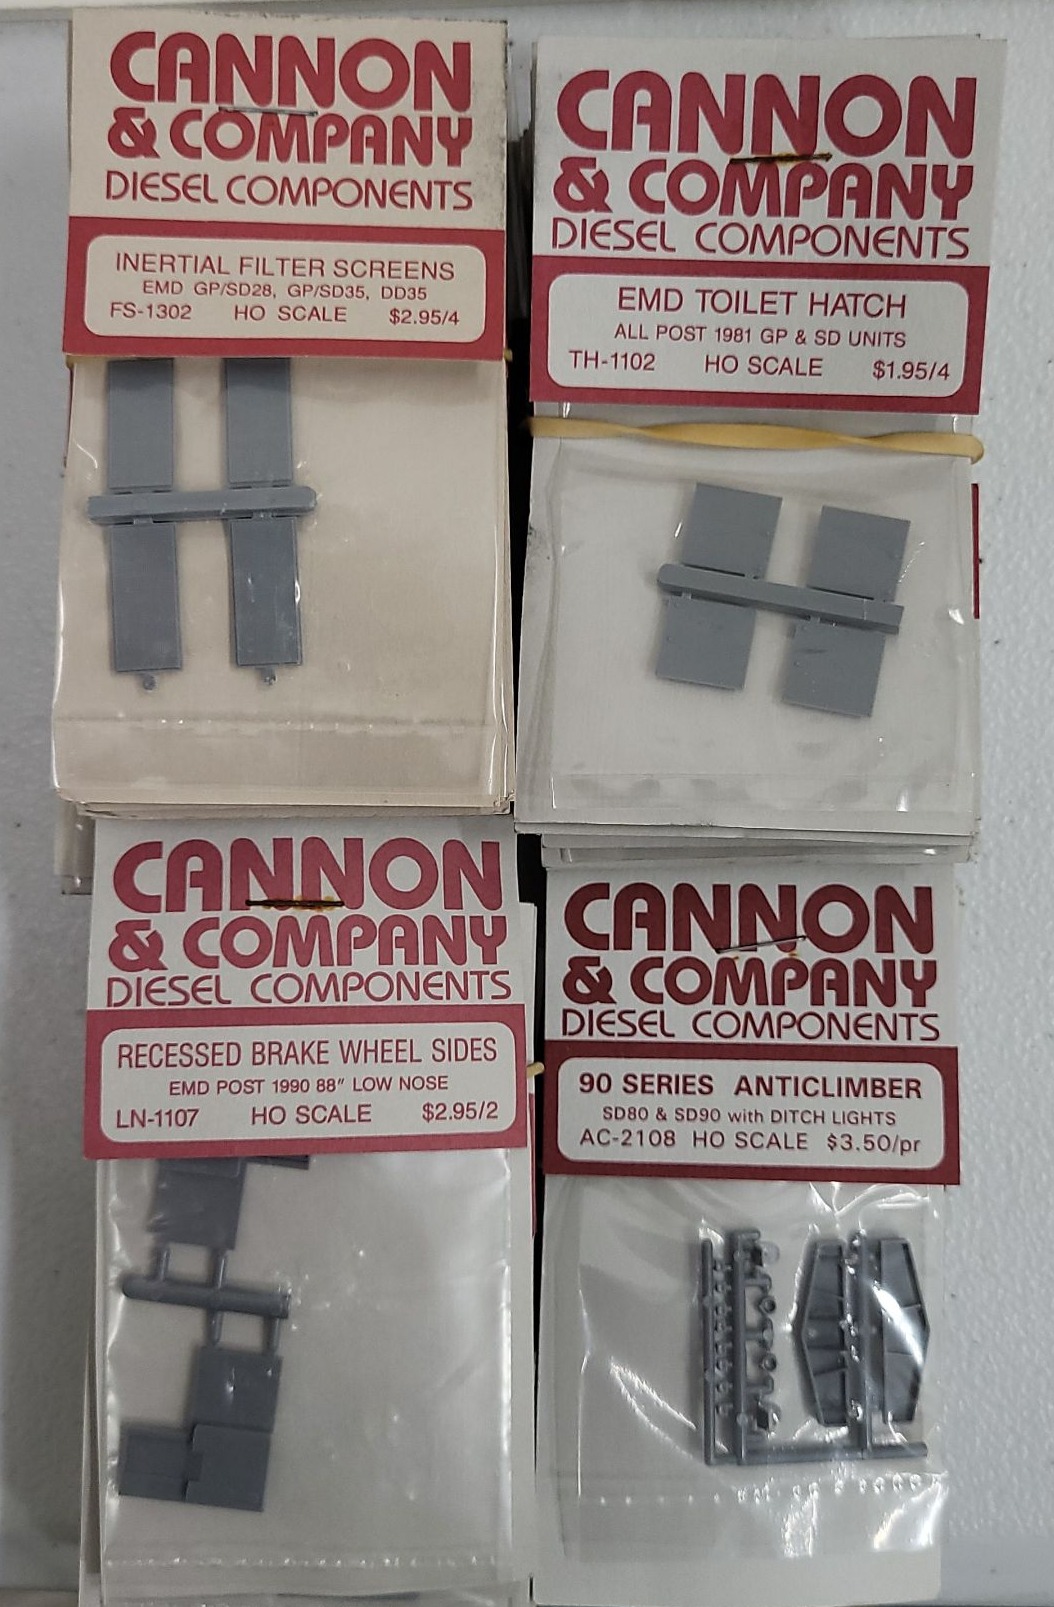 CANNON
& COMPANY
DIESEL COMPONENTS
INERTIAL FILTER SCREENS
EMD GP/SD28, GP/SD35, DD35
FS-1302 HO SCALE $2.95/4
CANNON
& COMPANY
DIESEL COMPONENTS
EMD TOILET HATCH
ALL POST 1981 GP & SD UNITS
TH-1102 HO SCALE $1.95/4
CANNON
& COMPANY
DIESEL COMPONENTS
RECESSED BRAKE WHEEL SIDES
EMD POST 1990 88" LOW NOSE
LN-1107 HO SCALE $2.95/2
CANNON
& COMPANY
DIESEL COMPONENTS
90 SERIES ANTICLIMBER
SD80 & SD90 with DITCH LIGHTS
AC-2108 HO SCALE $3.50/pr